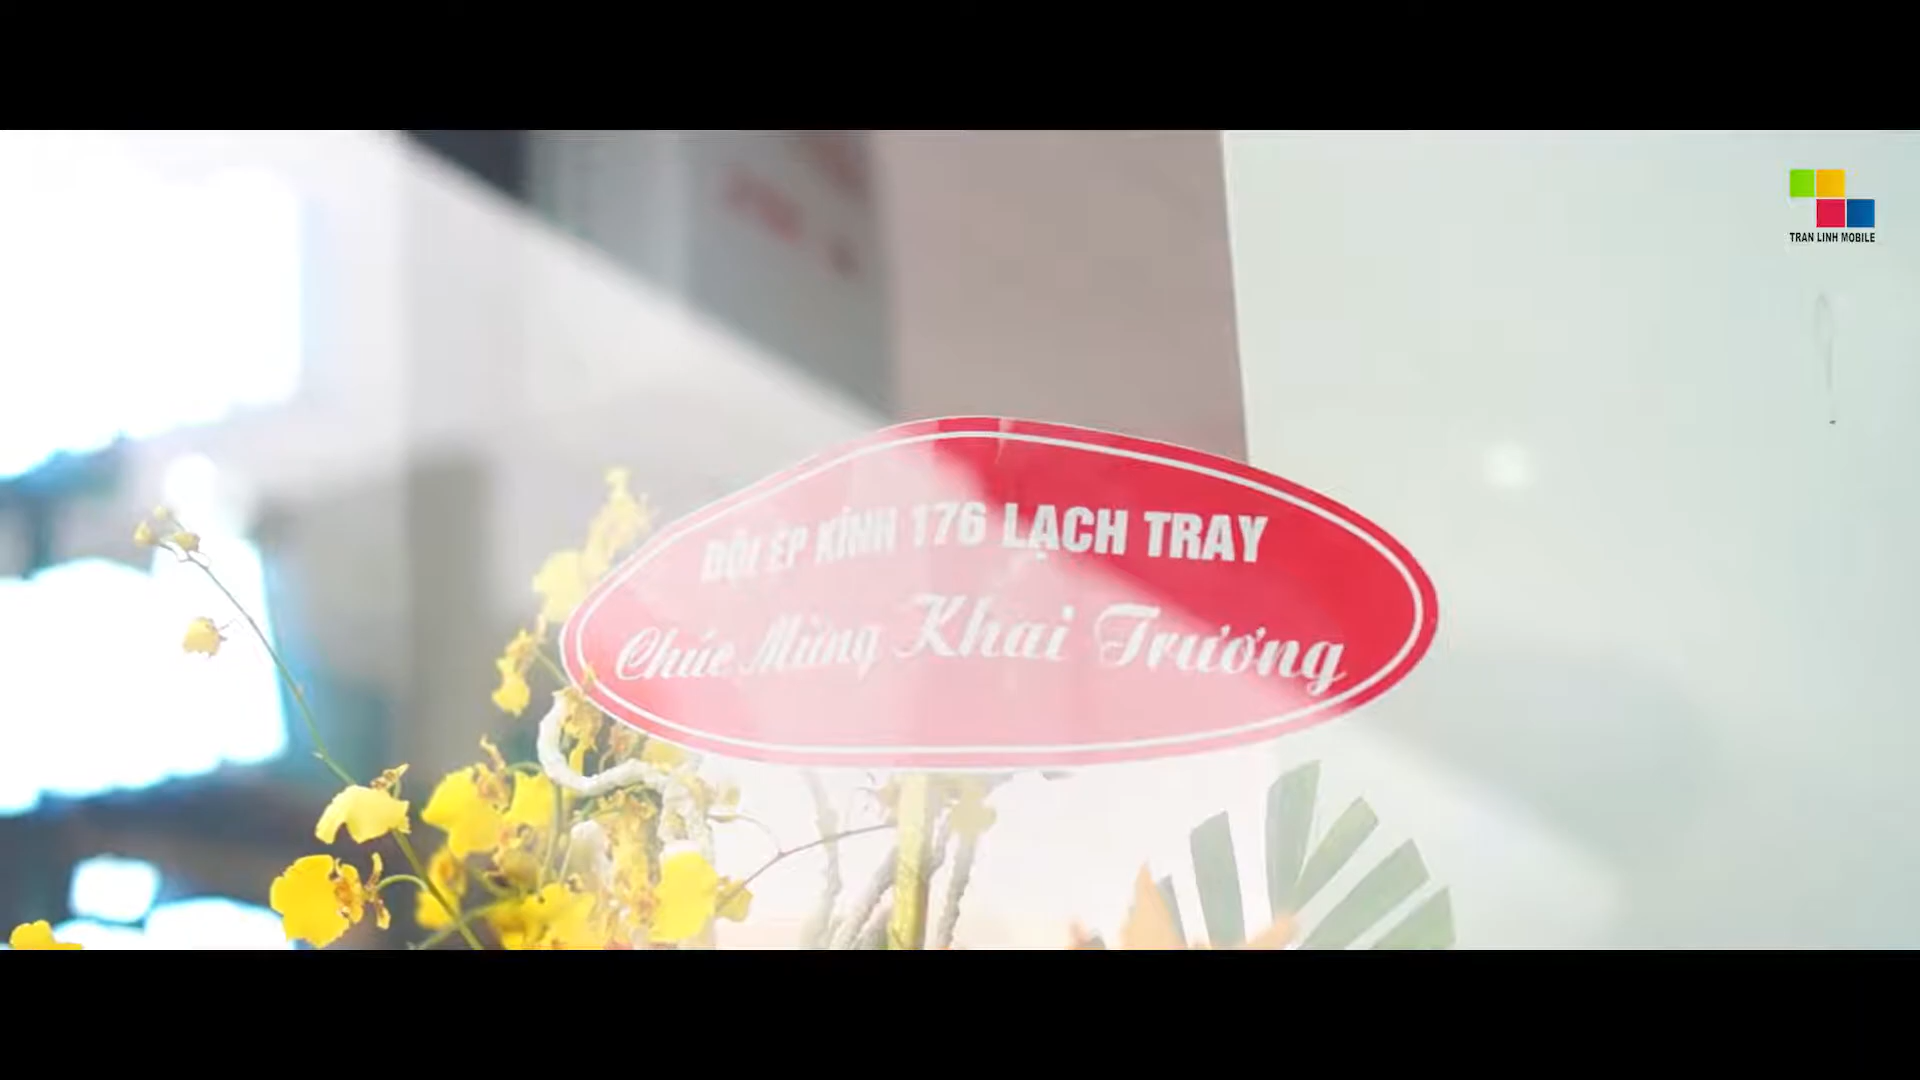 TRAN LINH MOBILE
ĐỘI ÉP KÍNH 176 LẠCH TRAY
Chúc Mừng Khai Trương